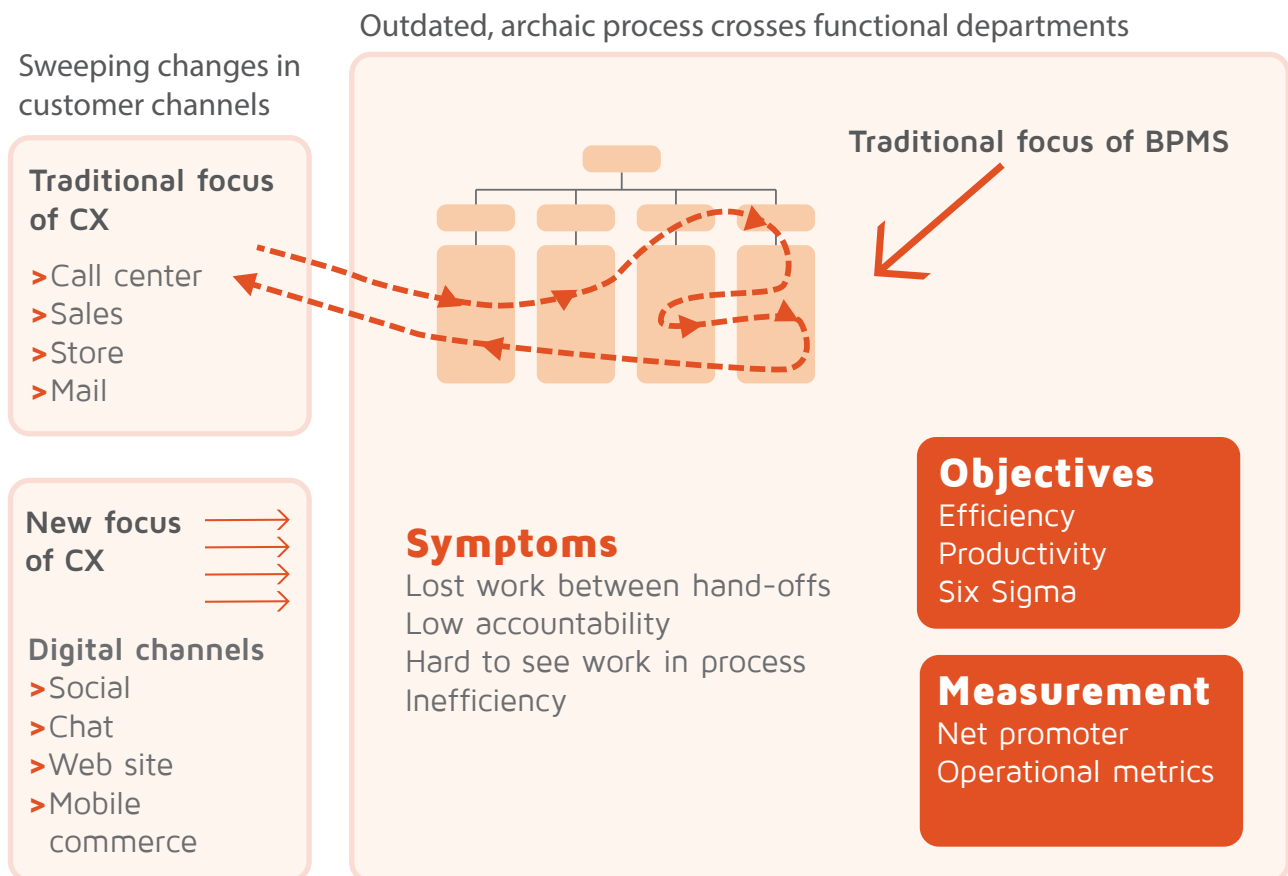 Outdated, archaic process crosses functional departments
Sweeping changes in
customer channels
Traditional focus
of CX
>Call center
>Sales
>Store
>Mail
New focus
of CX
Digital channels
>Social
>Chat
>Web site
>Mobile
commerce
Traditional focus of BPMS
Symptoms
Lost work between hand-offs
Low accountability
Hard to see work in process
Inefficiency
Objectives
Efficiency
Productivity
Six Sigma
Measurement
Net promoter
Operational metrics